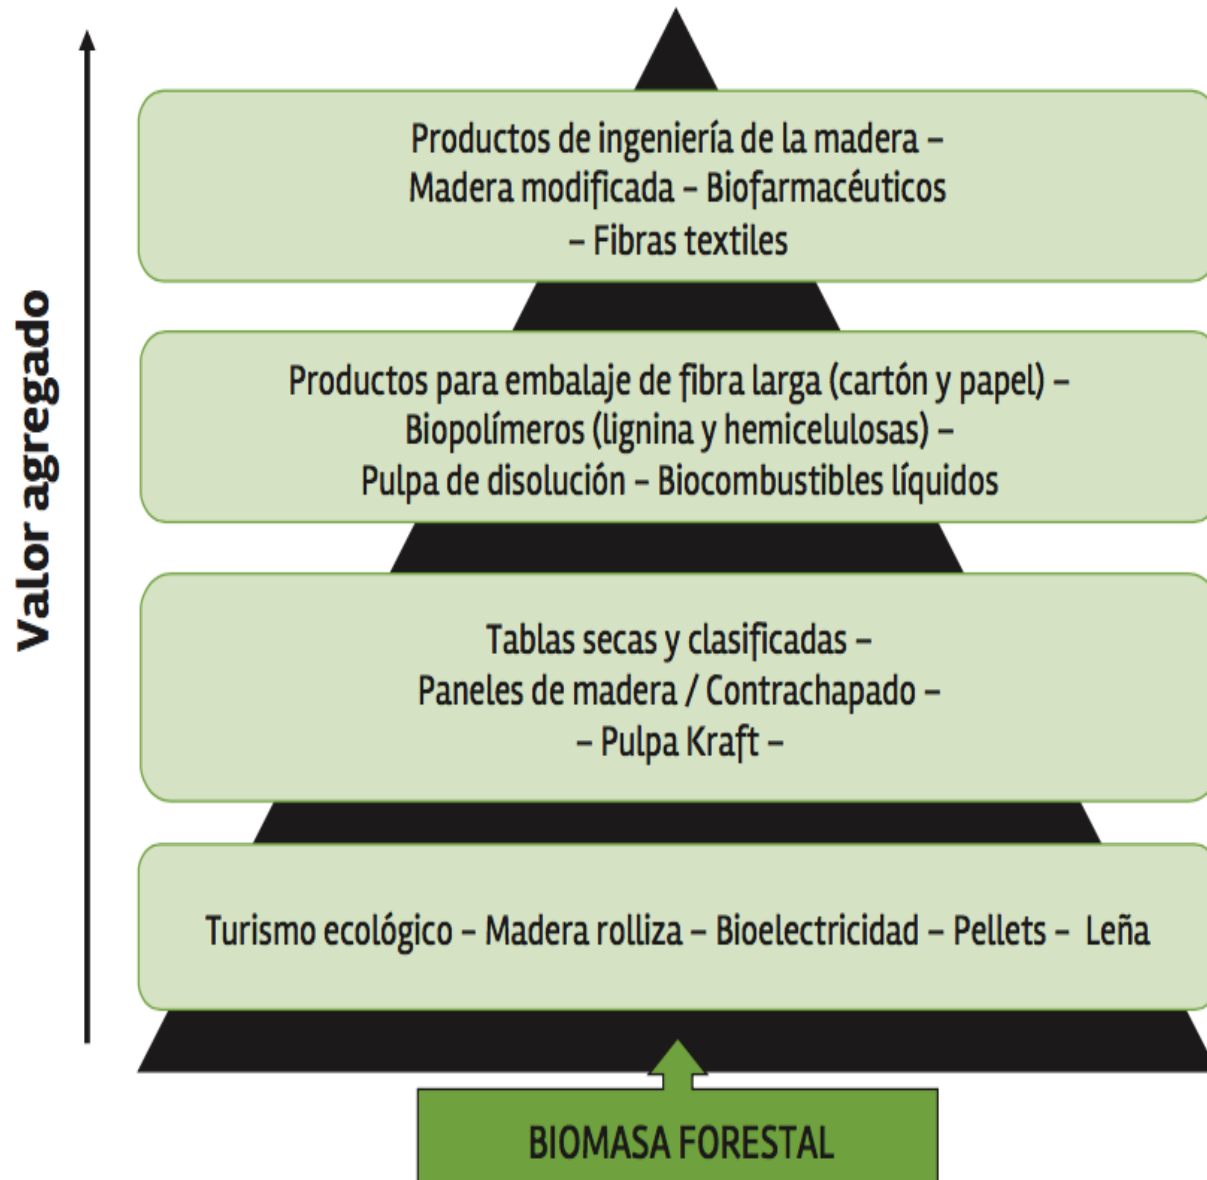 Valor agregado
Productos de ingeniería de la madera –
Madera modificada – Biofarmacéuticos
– Fibras textiles
Productos para embalaje de fibra larga (cartón y papel) –
Biopolímeros (lignina y hemicelulosas) –
Pulpa de disolución – Biocombustibles líquidos
Tablas secas y clasificadas –
Paneles de madera / Contrachapado –
– Pulpa Kraft –
Turismo ecológico – Madera rolliza – Bioelectricidad – Pellets – Leña
BIOMASA FORESTAL